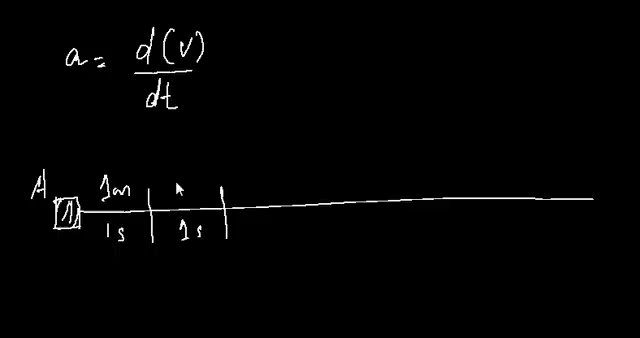 a = d(v)/dt
A 1m
1s 1s